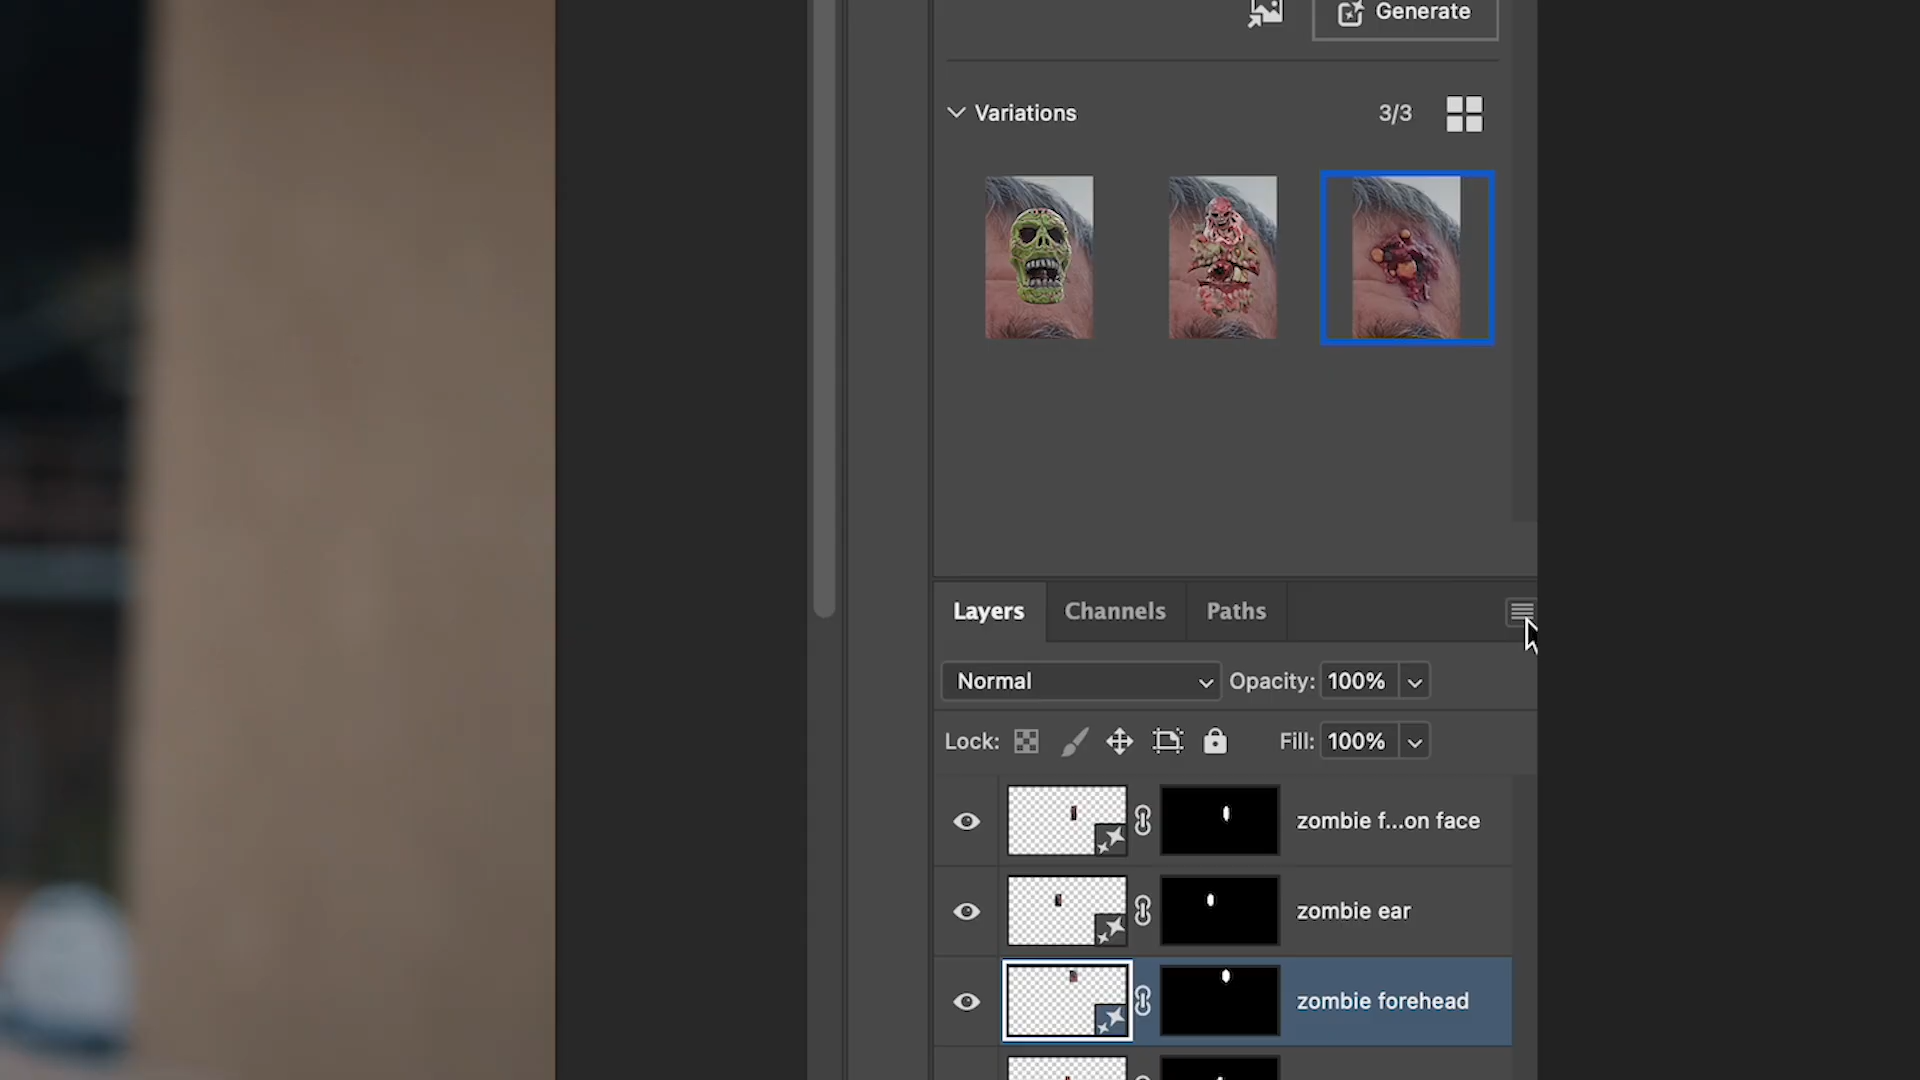 Generate
Variations
3/3
Layers
Channels
Paths
Normal
Opacity: 100%
Lock:
Fill: 100%
zombie f...on face
zombie ear
zombie forehead